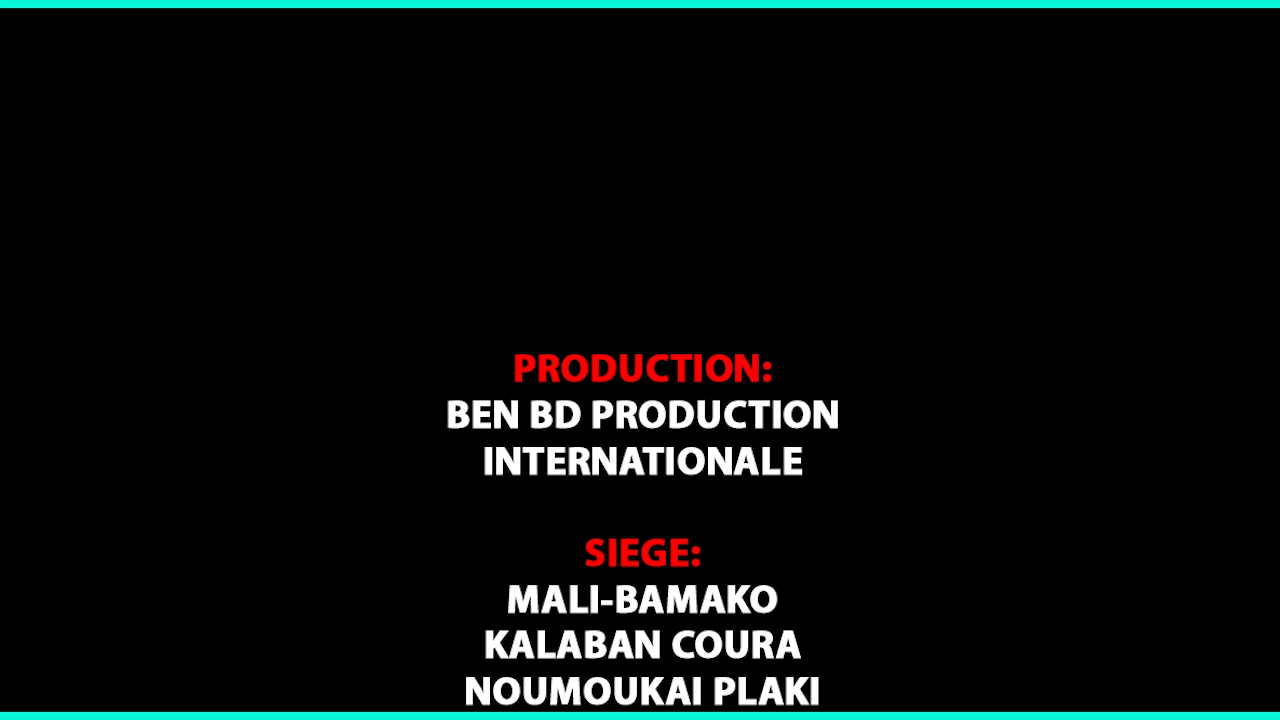 PRODUCTION:
BEN BD PRODUCTION
INTERNATIONALE
SIEGE:
MALI-BAMAKO
KALABAN COURA
NOUMOUKAI PLAKI